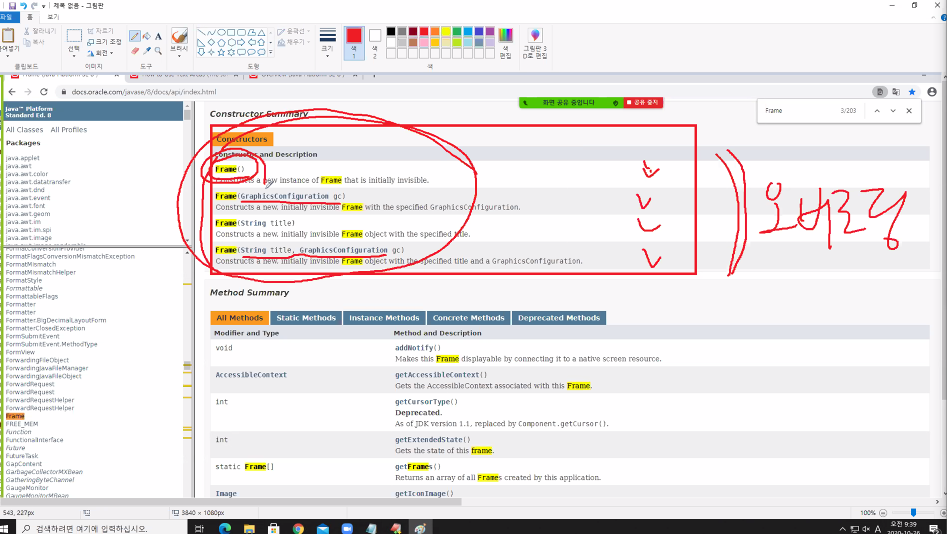 제목 없음 - 그림판
파일
홈
보기
잘라내기
복사
붙여넣기
선택
크기 조정
회전
브러시
윤곽선
채우기
크기
색 1
색 2
색 편집
그림판 3D로 편집
클립보드
이미지
도형
색
docs.oracle.com/javase/8/docs/api/index.html
화면 공유 중입니다
공유 중지
Frame
3/203
Java™ Platform
Standard Ed. 8
All Classes All Profiles
Packages
java.applet
java.awt
java.awt.color
java.awt.datatransfer
java.awt.dnd
java.awt.event
java.awt.font
java.awt.geom
java.awt.im
java.awt.im.spi
java.awt.image
FormatConversionProvider
FormatFlagsConversionMismatchException
FormatMismatch
FormatMismatchHelper
FormatStyle
Formattable
FormattableFlags
Formatter
Formatter
Formatter.BigDecimalLayoutForm
FormatterClosedException
FormSubmitEvent
FormSubmitEvent.MethodType
FormView
ForwardingFileObject
ForwardingJavaFileManager
ForwardingJavaFileObject
ForwardRequest
ForwardRequest
ForwardRequestHelper
ForwardRequestHelper
Frame
FREE_MEM
Function
FunctionalInterface
Future
FutureTask
GapContent
GarbageCollectorMXBean
GatheringByteChannel
GaugeMonitor
GaugeMonitorMBean
Constructor Summary
Constructors
Constructor and Description
Frame()
Constructs a new instance of Frame that is initially invisible.
Frame(GraphicsConfiguration gc)
Constructs a new, initially invisible Frame with the specified GraphicsConfiguration.
Frame(String title)
Constructs a new, initially invisible Frame object with the specified title.
Frame(String title, GraphicsConfiguration gc)
Constructs a new, initially invisible Frame object with the specified title and a GraphicsConfiguration.
오버로딩
Method Summary
All Methods Static Methods Instance Methods Concrete Methods Deprecated Methods
Modifier and Type Method and Description
void addNotify()
Makes this Frame displayable by connecting it to a native screen resource.
AccessibleContext getAccessibleContext()
Gets the AccessibleContext associated with this Frame.
int getCursorType()
Deprecated.
As of JDK version 1.1, replaced by Component.getCursor().
int getExtendedState()
Gets the state of this frame.
static Frame[] getFrames()
Returns an array of all Frames created by this application.
Image getIconImage()
543, 227px
3840 × 1080px
100%
검색하려면 여기에 입력하십시오.
A
오전 9:39
2020-10-26